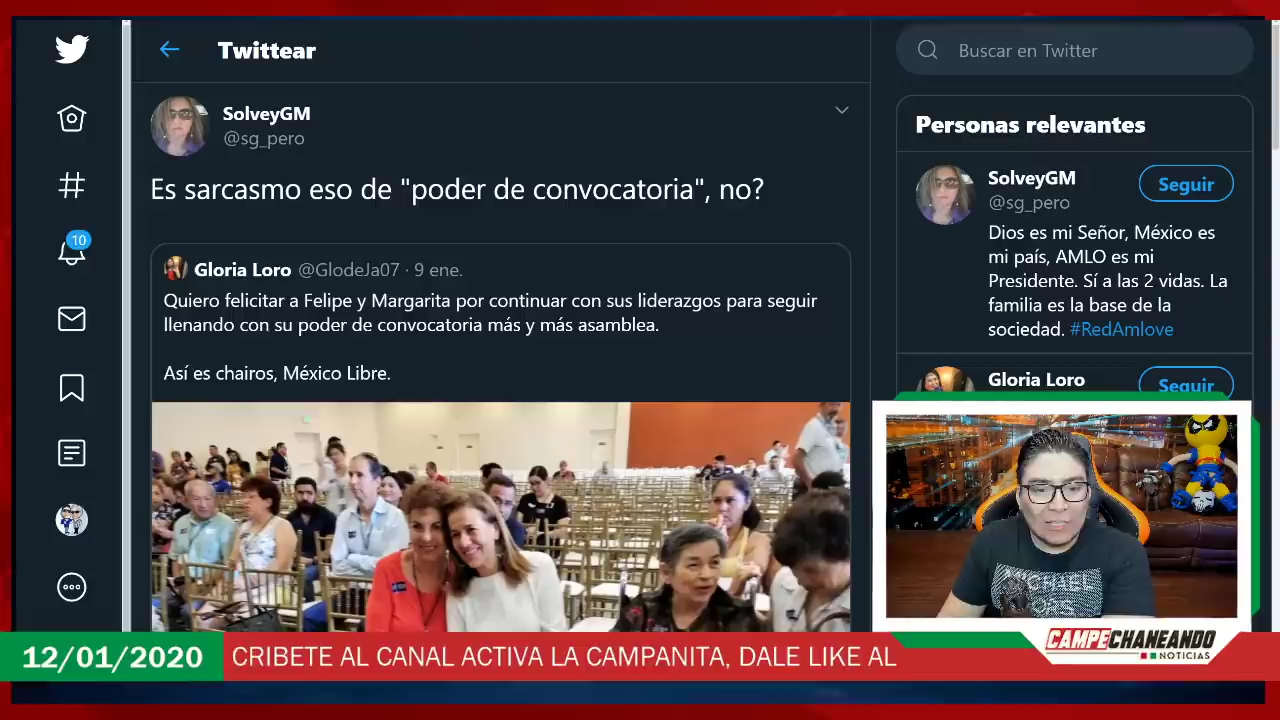 Twittear
SolveyGM
@sg_pero
Es sarcasmo eso de "poder de convocatoria", no?
Gloria Loro @GlodeJa07 · 9 ene.
Quiero felicitar a Felipe y Margarita por continuar con sus liderazgos para seguir
llenando con su poder de convocatoria más y más asamblea.
Así es chairos, México Libre.
10
Buscar en Twitter
Personas relevantes
SolveyGM
Seguir
@sg_pero
Dios es mi Señor, México es
mi país, AMLO es mi
Presidente. Sí a las 2 vidas. La
familia es la base de la
sociedad. #RedAmlove
Gloria Loro
Seguir
CAMPECHANEANDO
NOTICIAS
12/01/2020
CRIBETE AL CANAL ACTIVA LA CAMPANITA, DALE LIKE AL